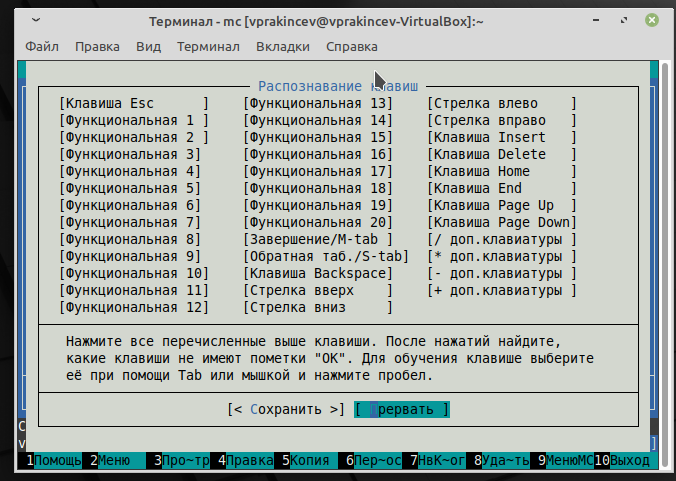 Терминал - mc [vprakincev@vprakincev-VirtualBox]:~
Файл Правка Вид Терминал Вкладки Справка
Распознавание клавиш
[Клавиша Esc ] [Функциональная 13] [Стрелка влево ]
[Функциональная 1 ] [Функциональная 14] [Стрелка вправо ]
[Функциональная 2 ] [Функциональная 15] [Клавиша Insert ]
[Функциональная 3] [Функциональная 16] [Клавиша Delete ]
[Функциональная 4] [Функциональная 17] [Клавиша Home ]
[Функциональная 5] [Функциональная 18] [Клавиша End ]
[Функциональная 6] [Функциональная 19] [Клавиша Page Up ]
[Функциональная 7] [Функциональная 20] [Клавиша Page Down]
[Функциональная 8] [Завершение/M-tab ] [/ доп.клавиатуры ]
[Функциональная 9] [Обратная таб./S-tab] [* доп.клавиатуры ]
[Функциональная 10] [Клавиша Backspace] [- доп.клавиатуры ]
[Функциональная 11] [Стрелка вверх ] [+ доп.клавиатуры ]
[Функциональная 12] [Стрелка вниз ]
Нажмите все перечисленные выше клавиши. После нажатий найдите,
какие клавиши не имеют пометки "OK". Для обучения клавише выберите
её при помощи Tab или мышкой и нажмите пробел.
[< Сохранить >] [ Прервать ]
С
v ]
1Помощь 2Меню 3Про~тр 4Правка 5Копия 6Пер~ос 7НвК~ог 8Уда~ть 9МенюМС 10Выход